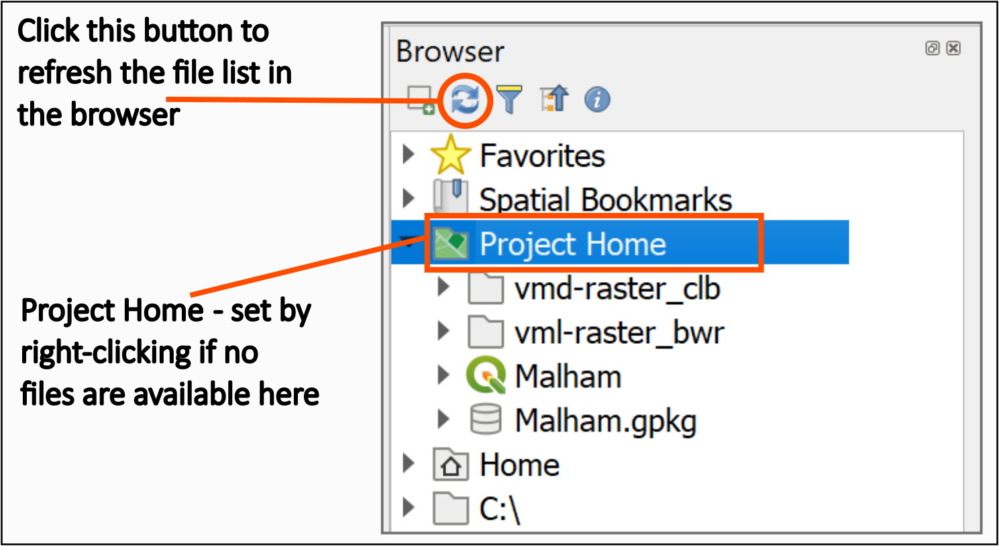 Click this button to
refresh the file list in
the browser
Project Home - set by
right-clicking if no
files are available here
Browser
Favorites
Spatial Bookmarks
Project Home
vmd-raster_clb
vml-raster_bwr
Malham
Malham.gpkg
Home
C:\